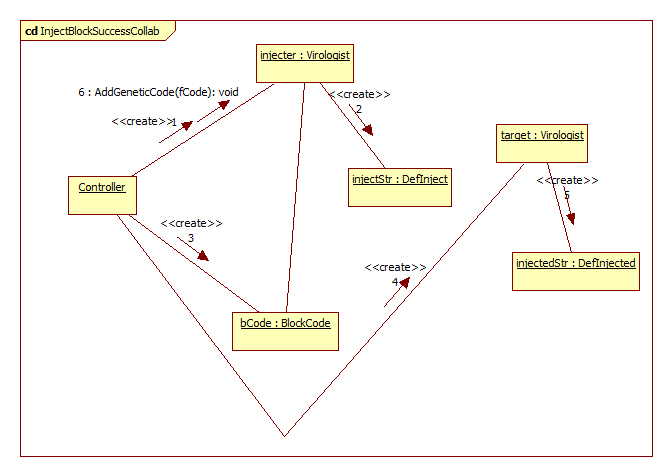 cd InjectBlockSuccessCollab
injecter : Virologist
6 : AddGeneticCode(fCode): void
<<create>>
1
<<create>>
2
target : Virologist
injectStr : DefInject
Controller
<<create>>
5
<<create>>
3
injectedStr : DefInjected
<<create>>
4
bCode : BlockCode